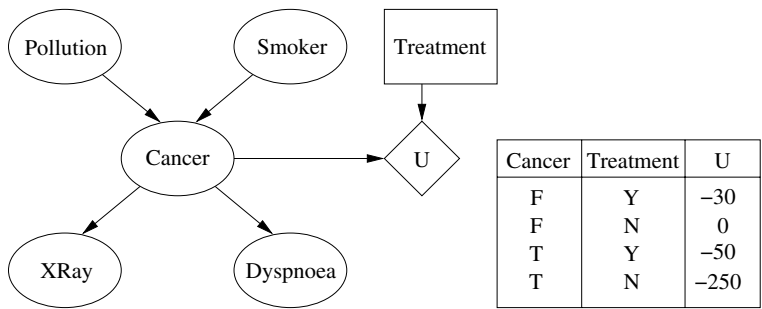 Pollution
Smoker
Treatment
Cancer
U
XRay
Dyspnoea
Cancer Treatment U
F Y −30
F N 0
T Y −50
T N −250